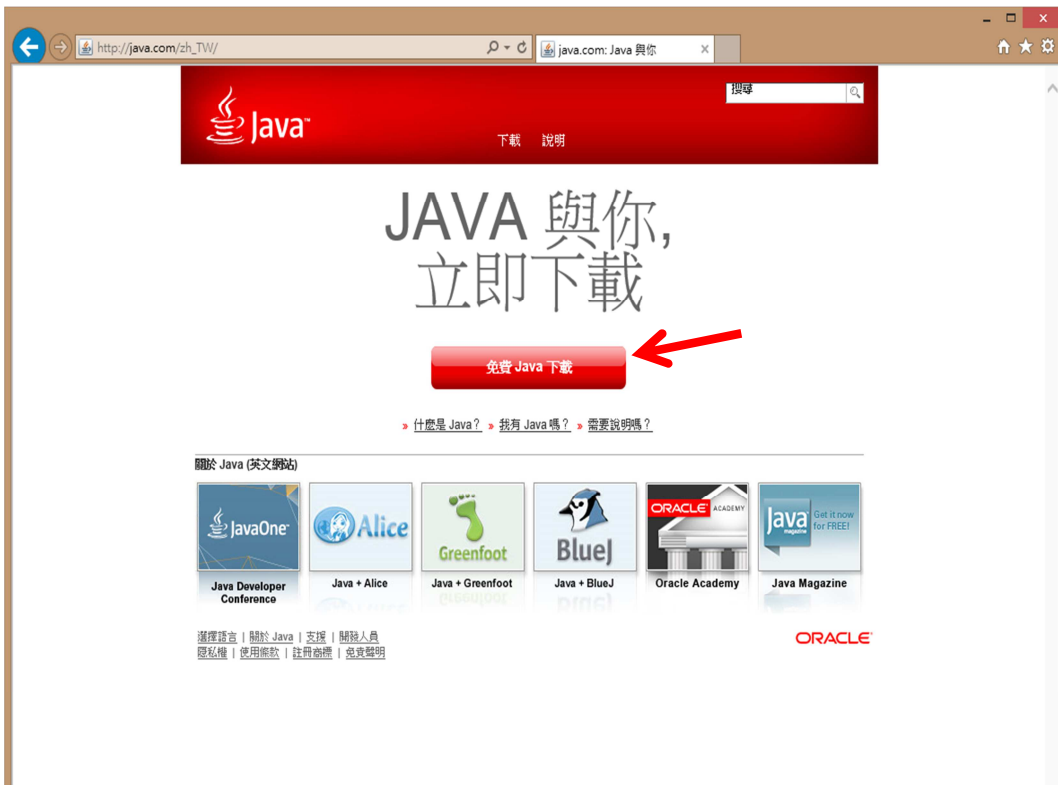 http://java.com/zh_TW/
java.com: Java 與你
Java™
搜尋
下載 說明
JAVA 與你,
立即下載
免費 Java 下載
» 什麼是 Java？ » 我有 Java 嗎？ » 需要說明嗎？
關於 Java (英文網站)
JavaOne
Alice
Greenfoot
BlueJ
ORACLE ACADEMY
Java magazine
Get it now for FREE!
Java Developer Conference
Java + Alice
Java + Greenfoot
Java + BlueJ
Oracle Academy
Java Magazine
選擇語言 | 關於 Java | 支援 | 開發人員
隱私權 | 使用條款 | 註冊商標 | 免責聲明
ORACLE